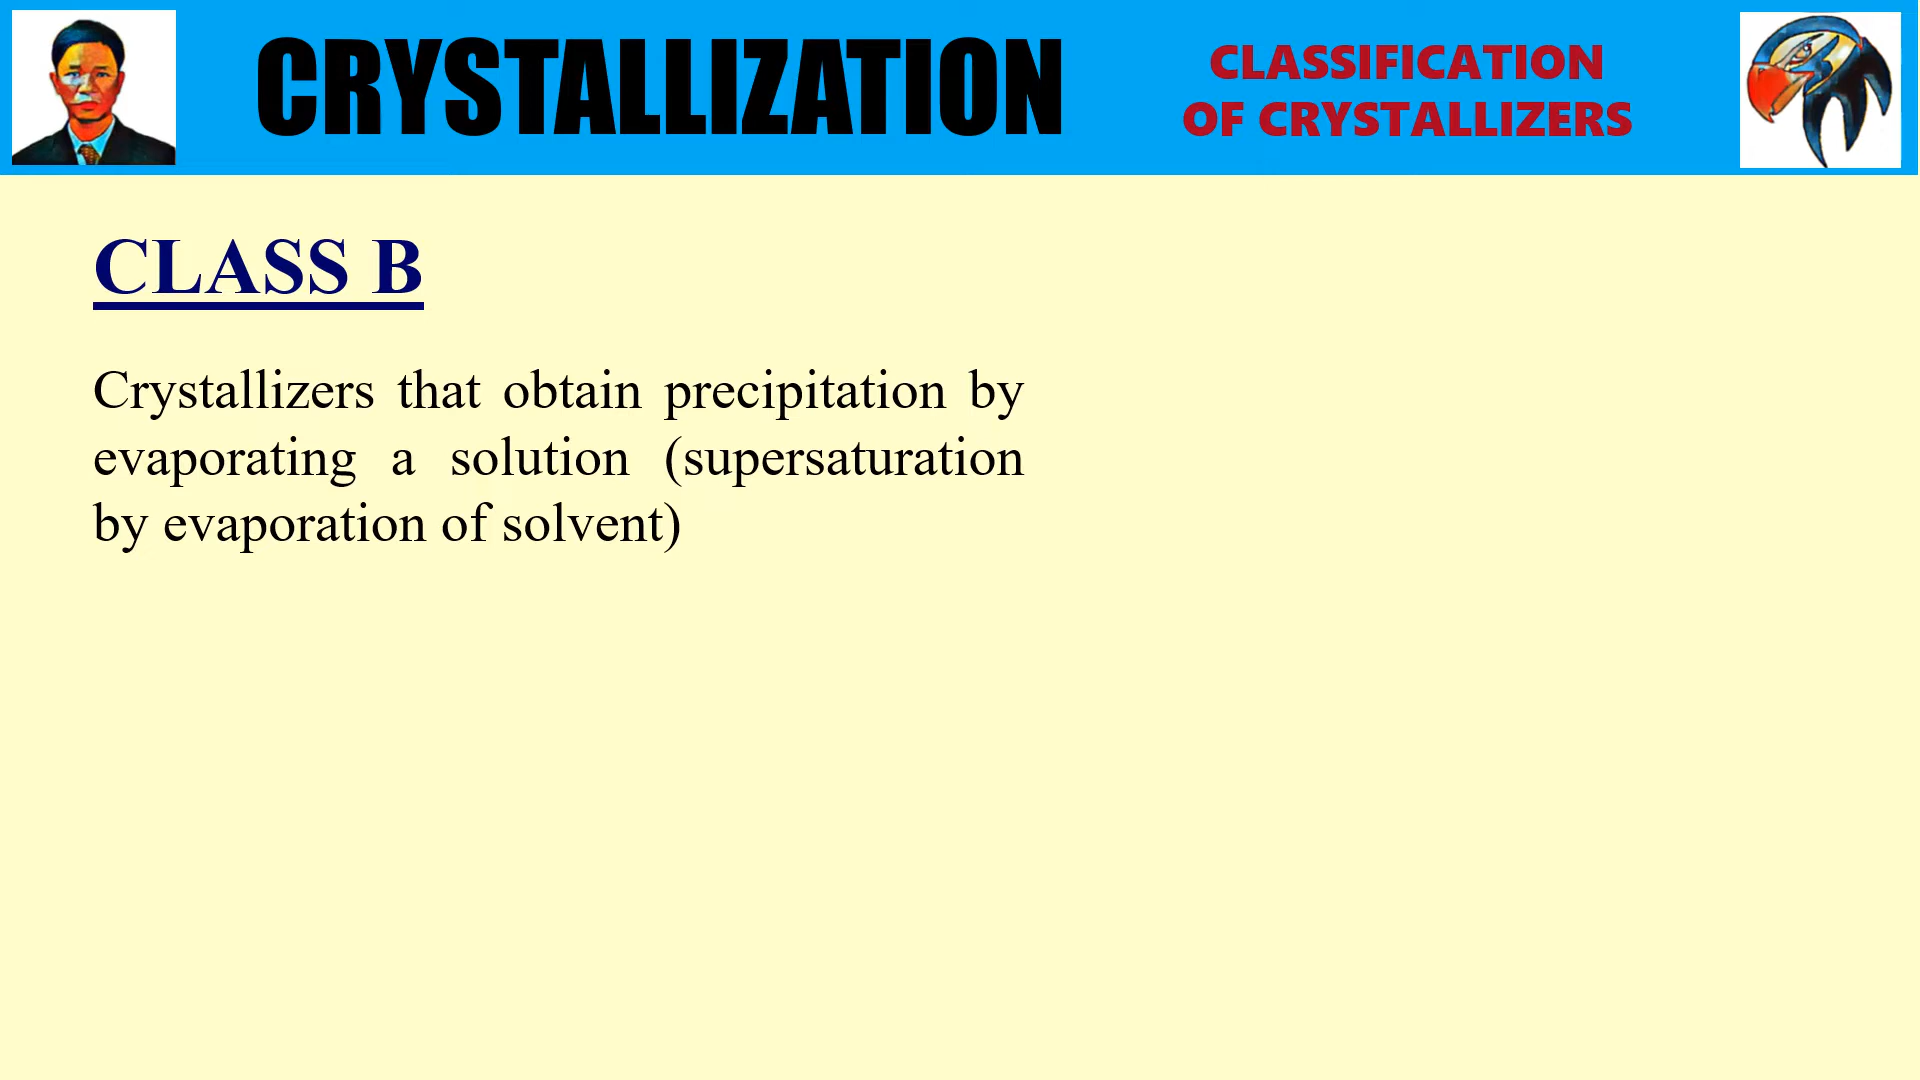 CRYSTALLIZATION
CLASSIFICATION
OF CRYSTALLIZERS
CLASS B
Crystallizers that obtain precipitation by
evaporating a solution (supersaturation
by evaporation of solvent)